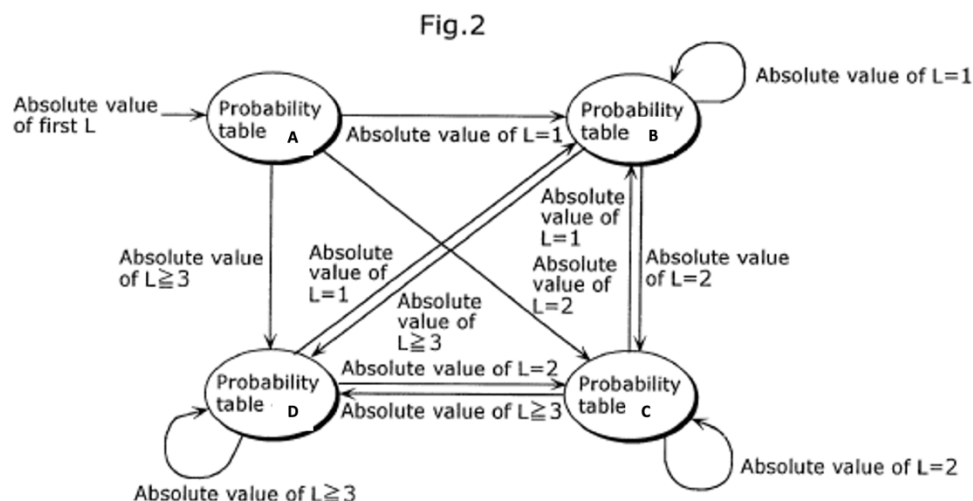 Fig.2
Absolute value
of first L
Probability
table A
Absolute value of L=1
Probability
table B
Absolute value of L=1
Absolute value
of L≧3
Absolute
value of
L=1
Absolute
value of
L≧3
Absolute
value of
L=1
Absolute
value of
L=2
Absolute value
of L=2
Probability
table D
Absolute value of L=2
Absolute value of L≧3
Probability
table C
Absolute value of L≧3
Absolute value of L=2